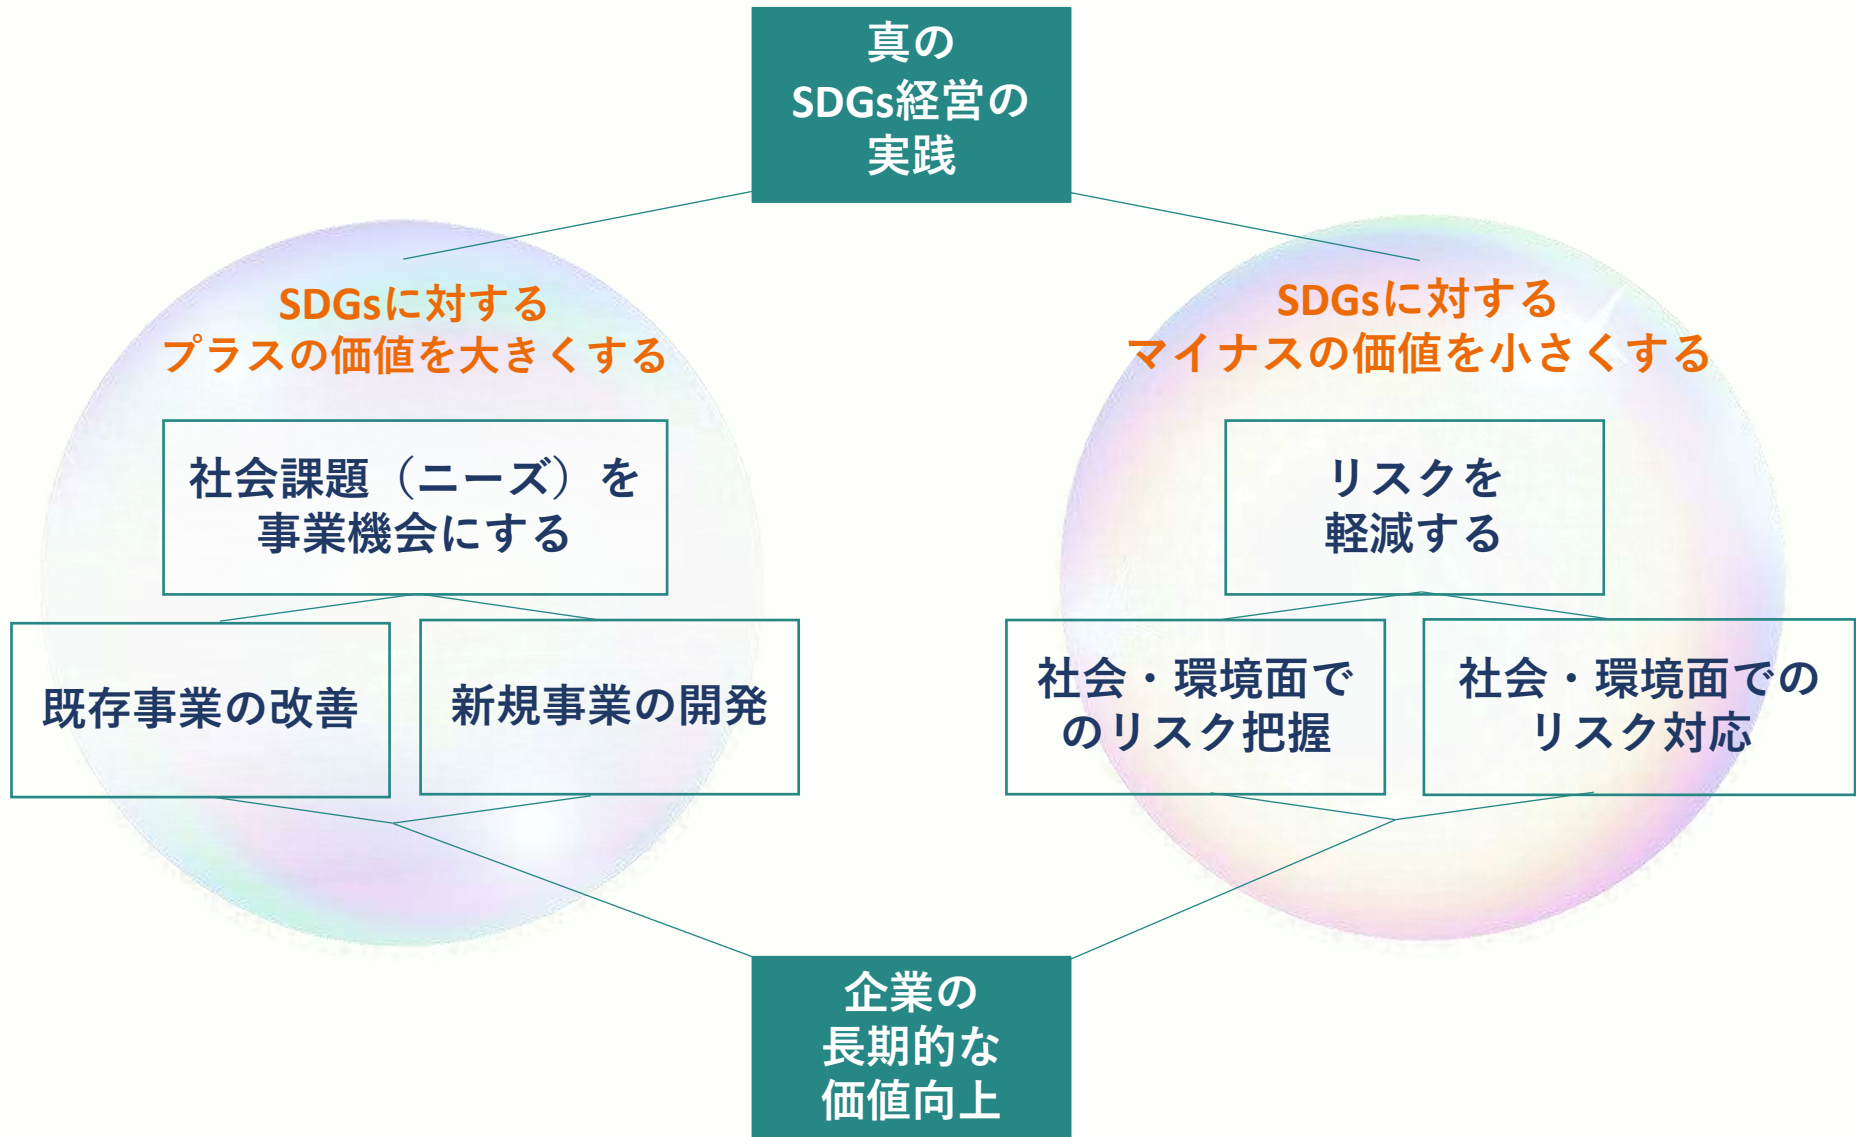 真の
SDGs経営の
実践
SDGsに対する
プラスの価値を大きくする
社会課題（ニーズ）を
事業機会にする
既存事業の改善
新規事業の開発
SDGsに対する
マイナスの価値を小さくする
リスクを
軽減する
社会・環境面で
のリスク把握
社会・環境面での
リスク対応
企業の
長期的な
価値向上